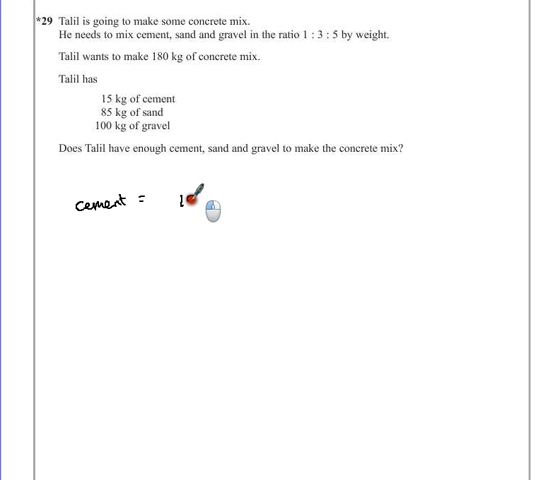 *29 Talil is going to make some concrete mix.
He needs to mix cement, sand and gravel in the ratio 1 : 3 : 5 by weight.
Talil wants to make 180 kg of concrete mix.
Talil has
15 kg of cement
85 kg of sand
100 kg of gravel
Does Talil have enough cement, sand and gravel to make the concrete mix?
cement = 1